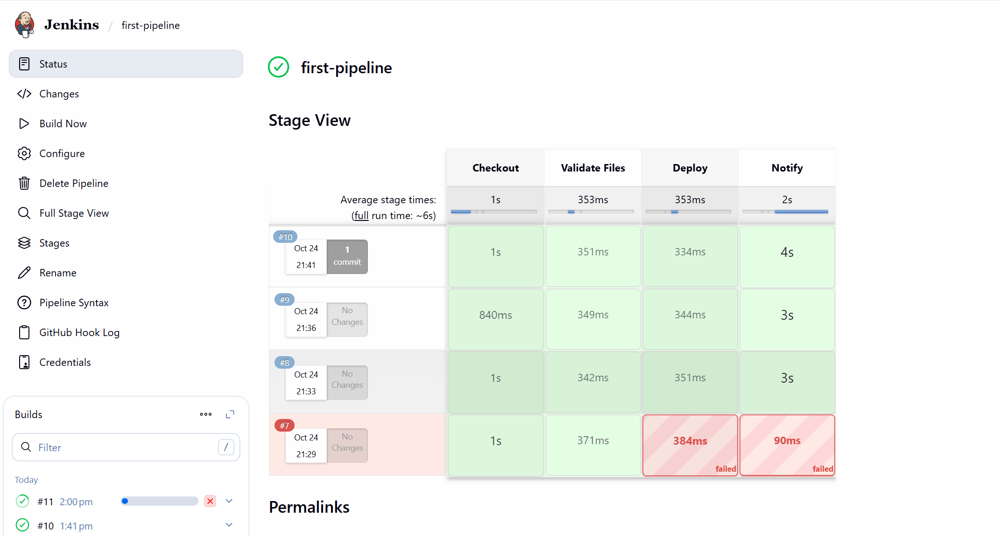 Jenkins / first-pipeline
Status
Changes
Build Now
Configure
Delete Pipeline
Full Stage View
Stages
Rename
Pipeline Syntax
GitHub Hook Log
Credentials
Builds
Filter /
Today
#11 2:00 pm
#10 1:41 pm
first-pipeline
Stage View
Checkout Validate Files Deploy Notify
Average stage times: 1s 353ms 353ms 2s
(full run time: ~6s)
#10
Oct 24 1
21:41 commit
1s 351ms 334ms 4s
#9
Oct 24 No
21:36 Changes
840ms 349ms 344ms 3s
#8
Oct 24 No
21:33 Changes
1s 342ms 351ms 3s
#7
Oct 24 No
21:29 Changes
1s 371ms 384ms 90ms
failed failed
Permalinks